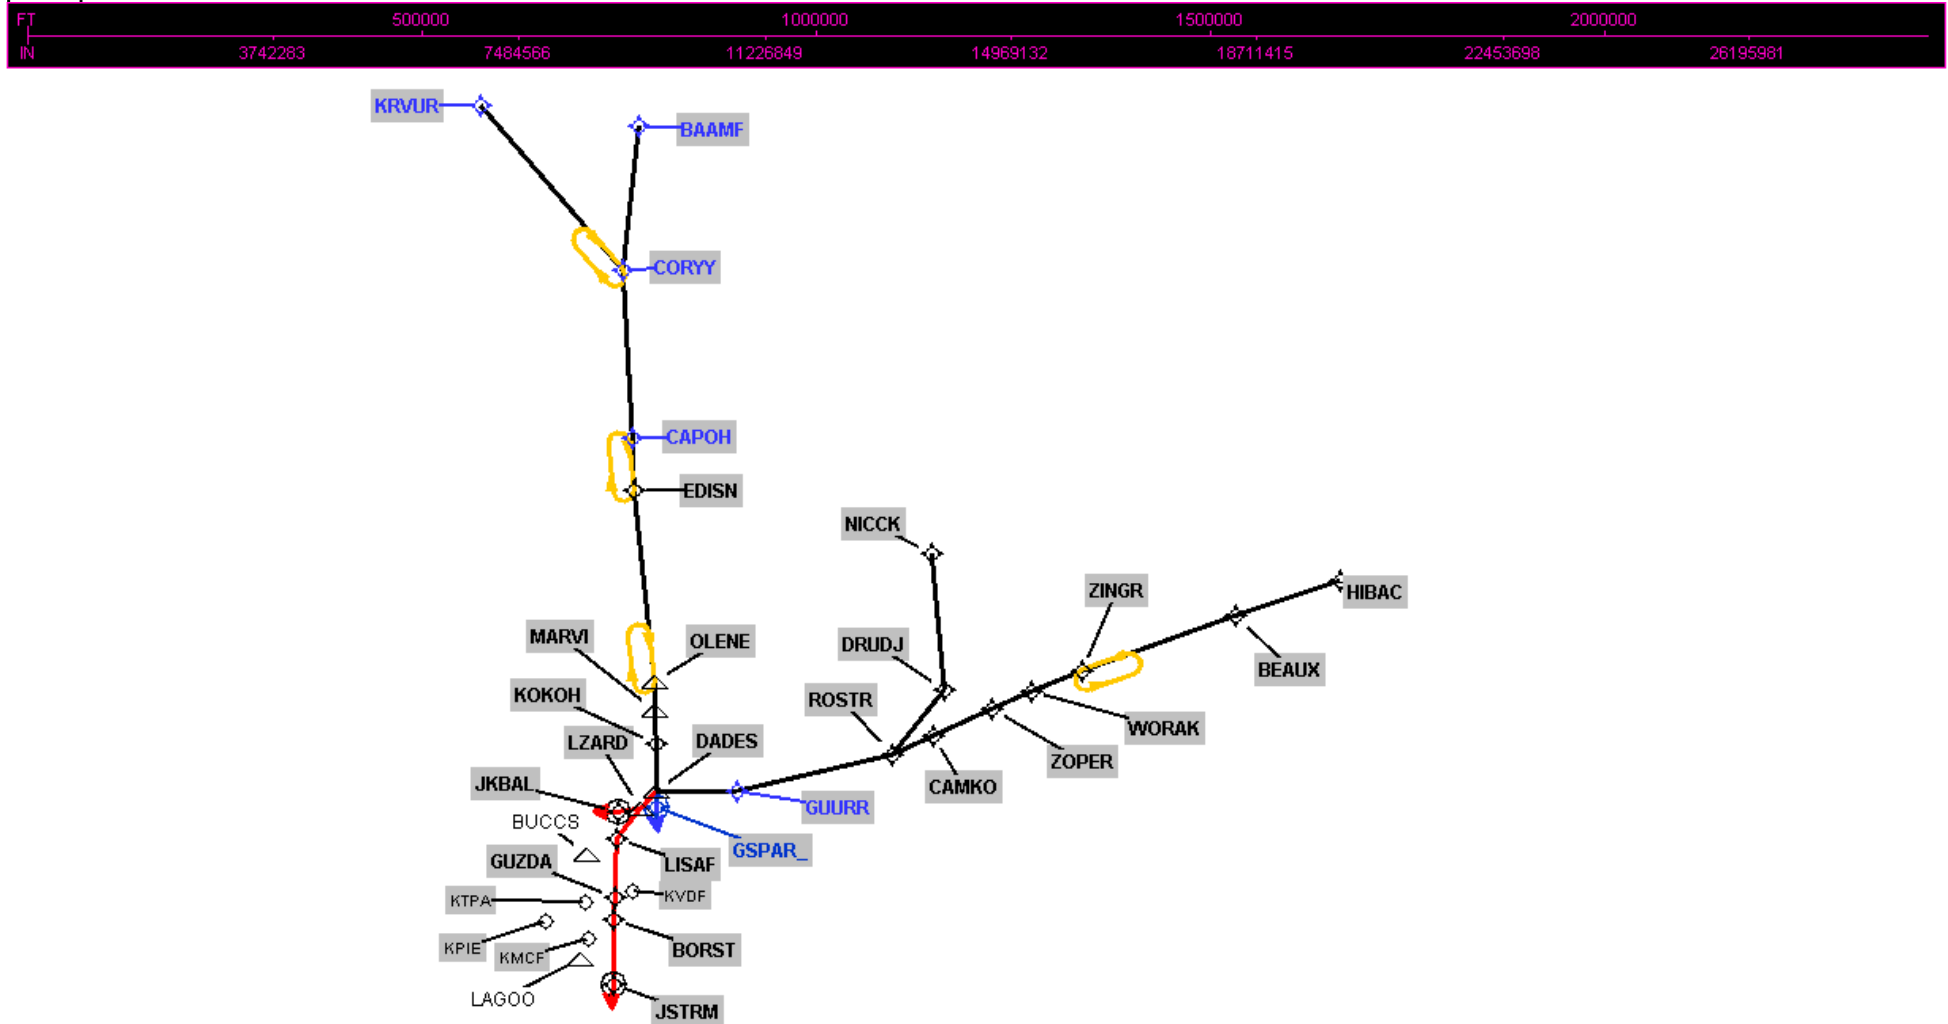 FT 500000 1000000 1500000 2000000
IN 3742283 7484566 11226849 14969132 18711415 22453698 26195981
KRVUR
BAAMF
CORYY
CAPOH
EDISN
NICCK
ZINGR
HIBAC
MARVI
OLENE
DRUDJ
BEAUX
KOKOH
ROSTR
WORAK
LZARD
DADES
ZOPER
JKBAL
CAMKO
GUURR
BUCCS
GSPAR_
GUZDA
LISAF
KTPA
KVDF
KPIE
KMCF
BORST
LAGOO
JSTRM